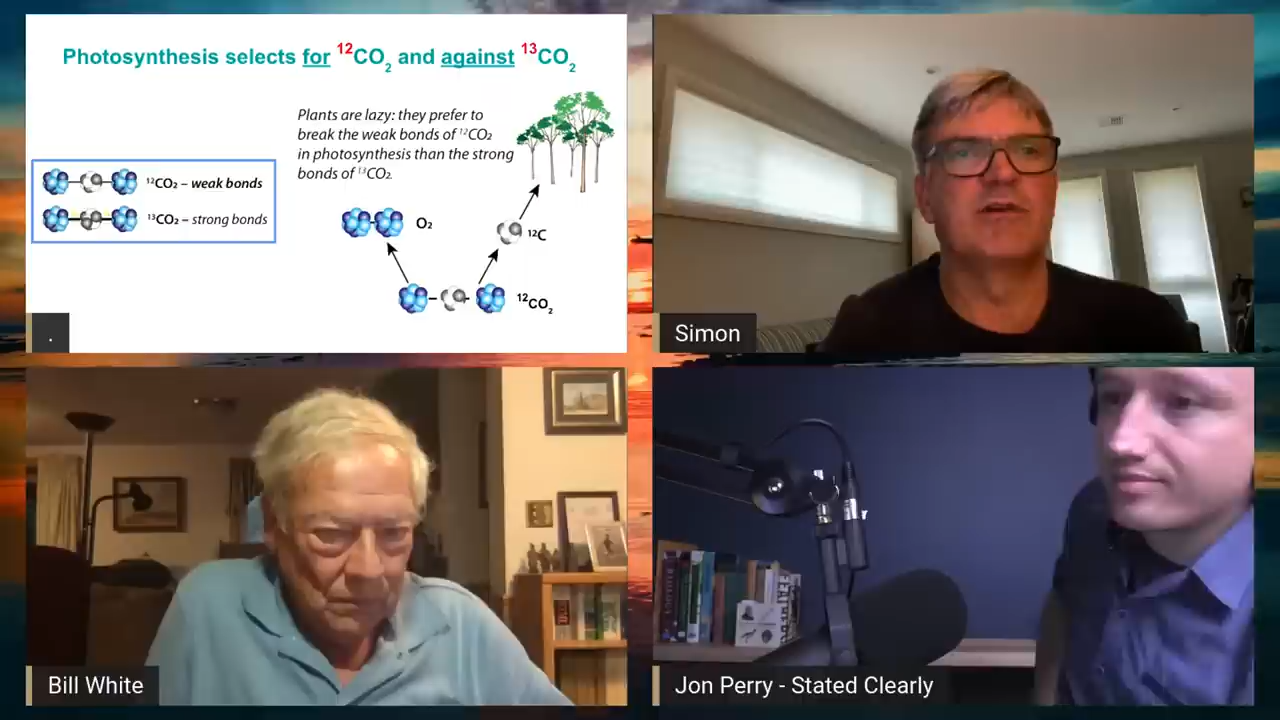 Photosynthesis selects for ¹²CO₂ and against ¹³CO₂
Plants are lazy: they prefer to
break the weak bonds of ¹²CO₂
in photosynthesis than the strong
bonds of ¹³CO₂.
¹²CO₂ – weak bonds
¹³CO₂ – strong bonds
O₂
¹²C
¹²CO₂
.
Simon
BIOLOGY
FEATHERED
Bill White
Jon Perry - Stated Clearly